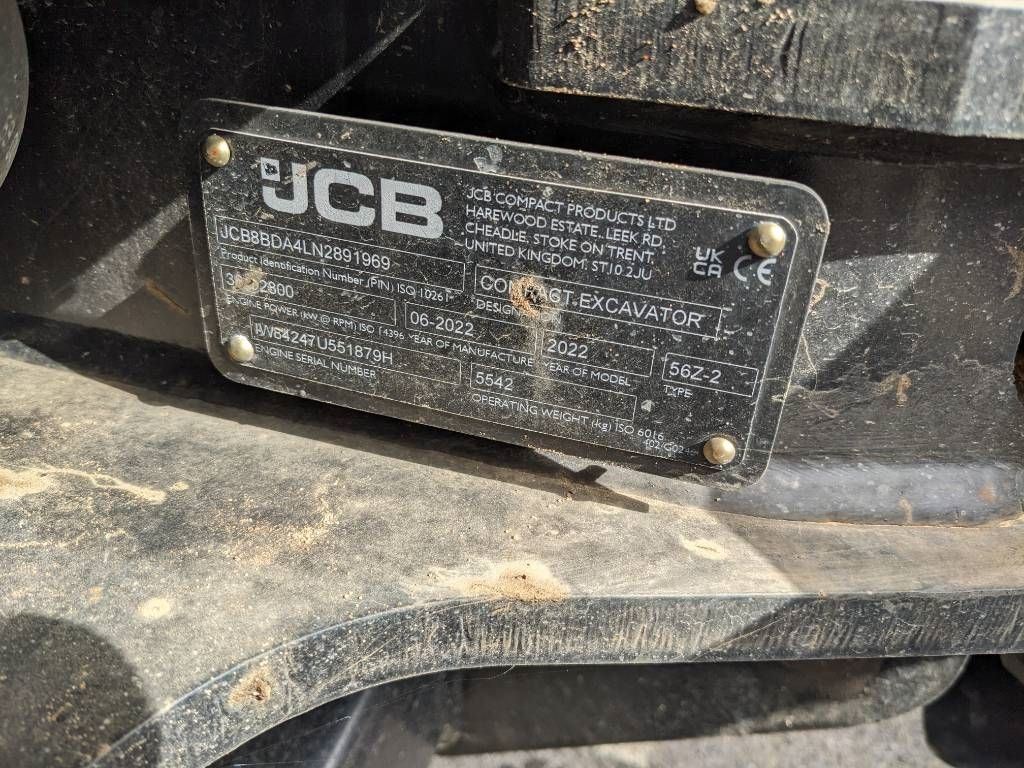 JCB
JCB COMPACT PRODUCTS LTD
HAREWOOD ESTATE, LEEK RD,
CHEADLE, STOKE ON TRENT,
UNITED KINGDOM, ST10 2JU
UK
CA CE
JCB8BDA4LN2891969
Product Identification Number (PIN) ISO 10261
EXCAVATOR
2800
ENGINE POWER (kW @ RPM) ISO 14396
06-2022
YEAR OF MANUFACTURE
2022
YEAR OF MODEL
56Z-2
TYPE
ENGINE SERIAL NUMBER
5542
OPERATING WEIGHT (kg) ISO 6016